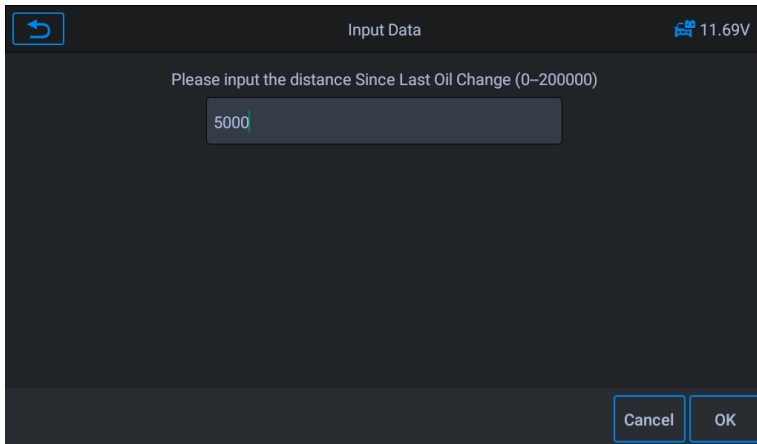 Input Data
11.69V
Please input the distance Since Last Oil Change (0--200000)
5000
Cancel
OK